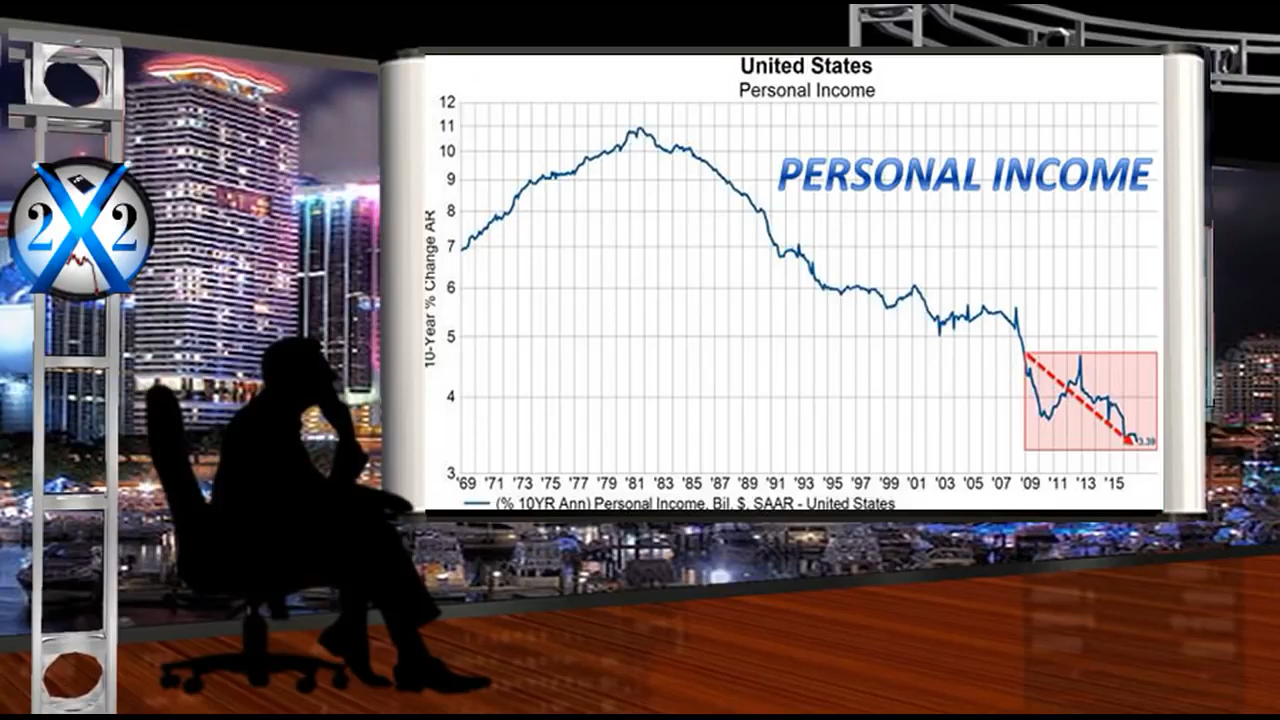 United States
Personal Income
PERSONAL INCOME
12
11
10
9
8
7
6
5
4
3
10-Year % Change AR
3.39
'69 '71 '73 '75 '77 '79 '81 '83 '85 '87 '89 '91 '93 '95 '97 '99 '01 '03 '05 '07 '09 '11 '13 '15
(% 10YR Ann) Personal Income, Bil. $, SAAR - United States
2X2